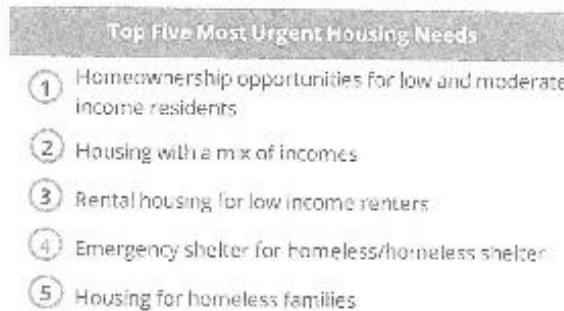 Top Five Most Urgent Housing Needs
1 Homeownership opportunities for low and moderate
income residents
2 Housing with a mix of incomes
3 Rental housing for low income renters
4 Emergency shelter for homeless/homeless shelter
5 Housing for homeless families